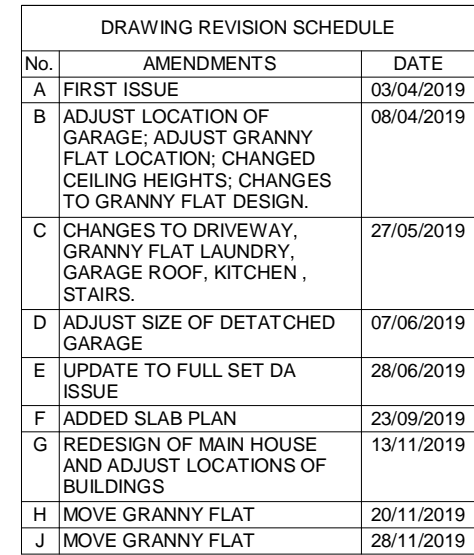 DRAWING REVISION SCHEDULE
No. AMENDMENTS DATE
A FIRST ISSUE 03/04/2019
B ADJUST LOCATION OF 08/04/2019
GARAGE; ADJUST GRANNY
FLAT LOCATION; CHANGED
CEILING HEIGHTS; CHANGES
TO GRANNY FLAT DESIGN.
C CHANGES TO DRIVEWAY, 27/05/2019
GRANNY FLAT LAUNDRY,
GARAGE ROOF, KITCHEN ,
STAIRS.
D ADJUST SIZE OF DETATCHED 07/06/2019
GARAGE
E UPDATE TO FULL SET DA 28/06/2019
ISSUE
F ADDED SLAB PLAN 23/09/2019
G REDESIGN OF MAIN HOUSE 13/11/2019
AND ADJUST LOCATIONS OF
BUILDINGS
H MOVE GRANNY FLAT 20/11/2019
J MOVE GRANNY FLAT 28/11/2019